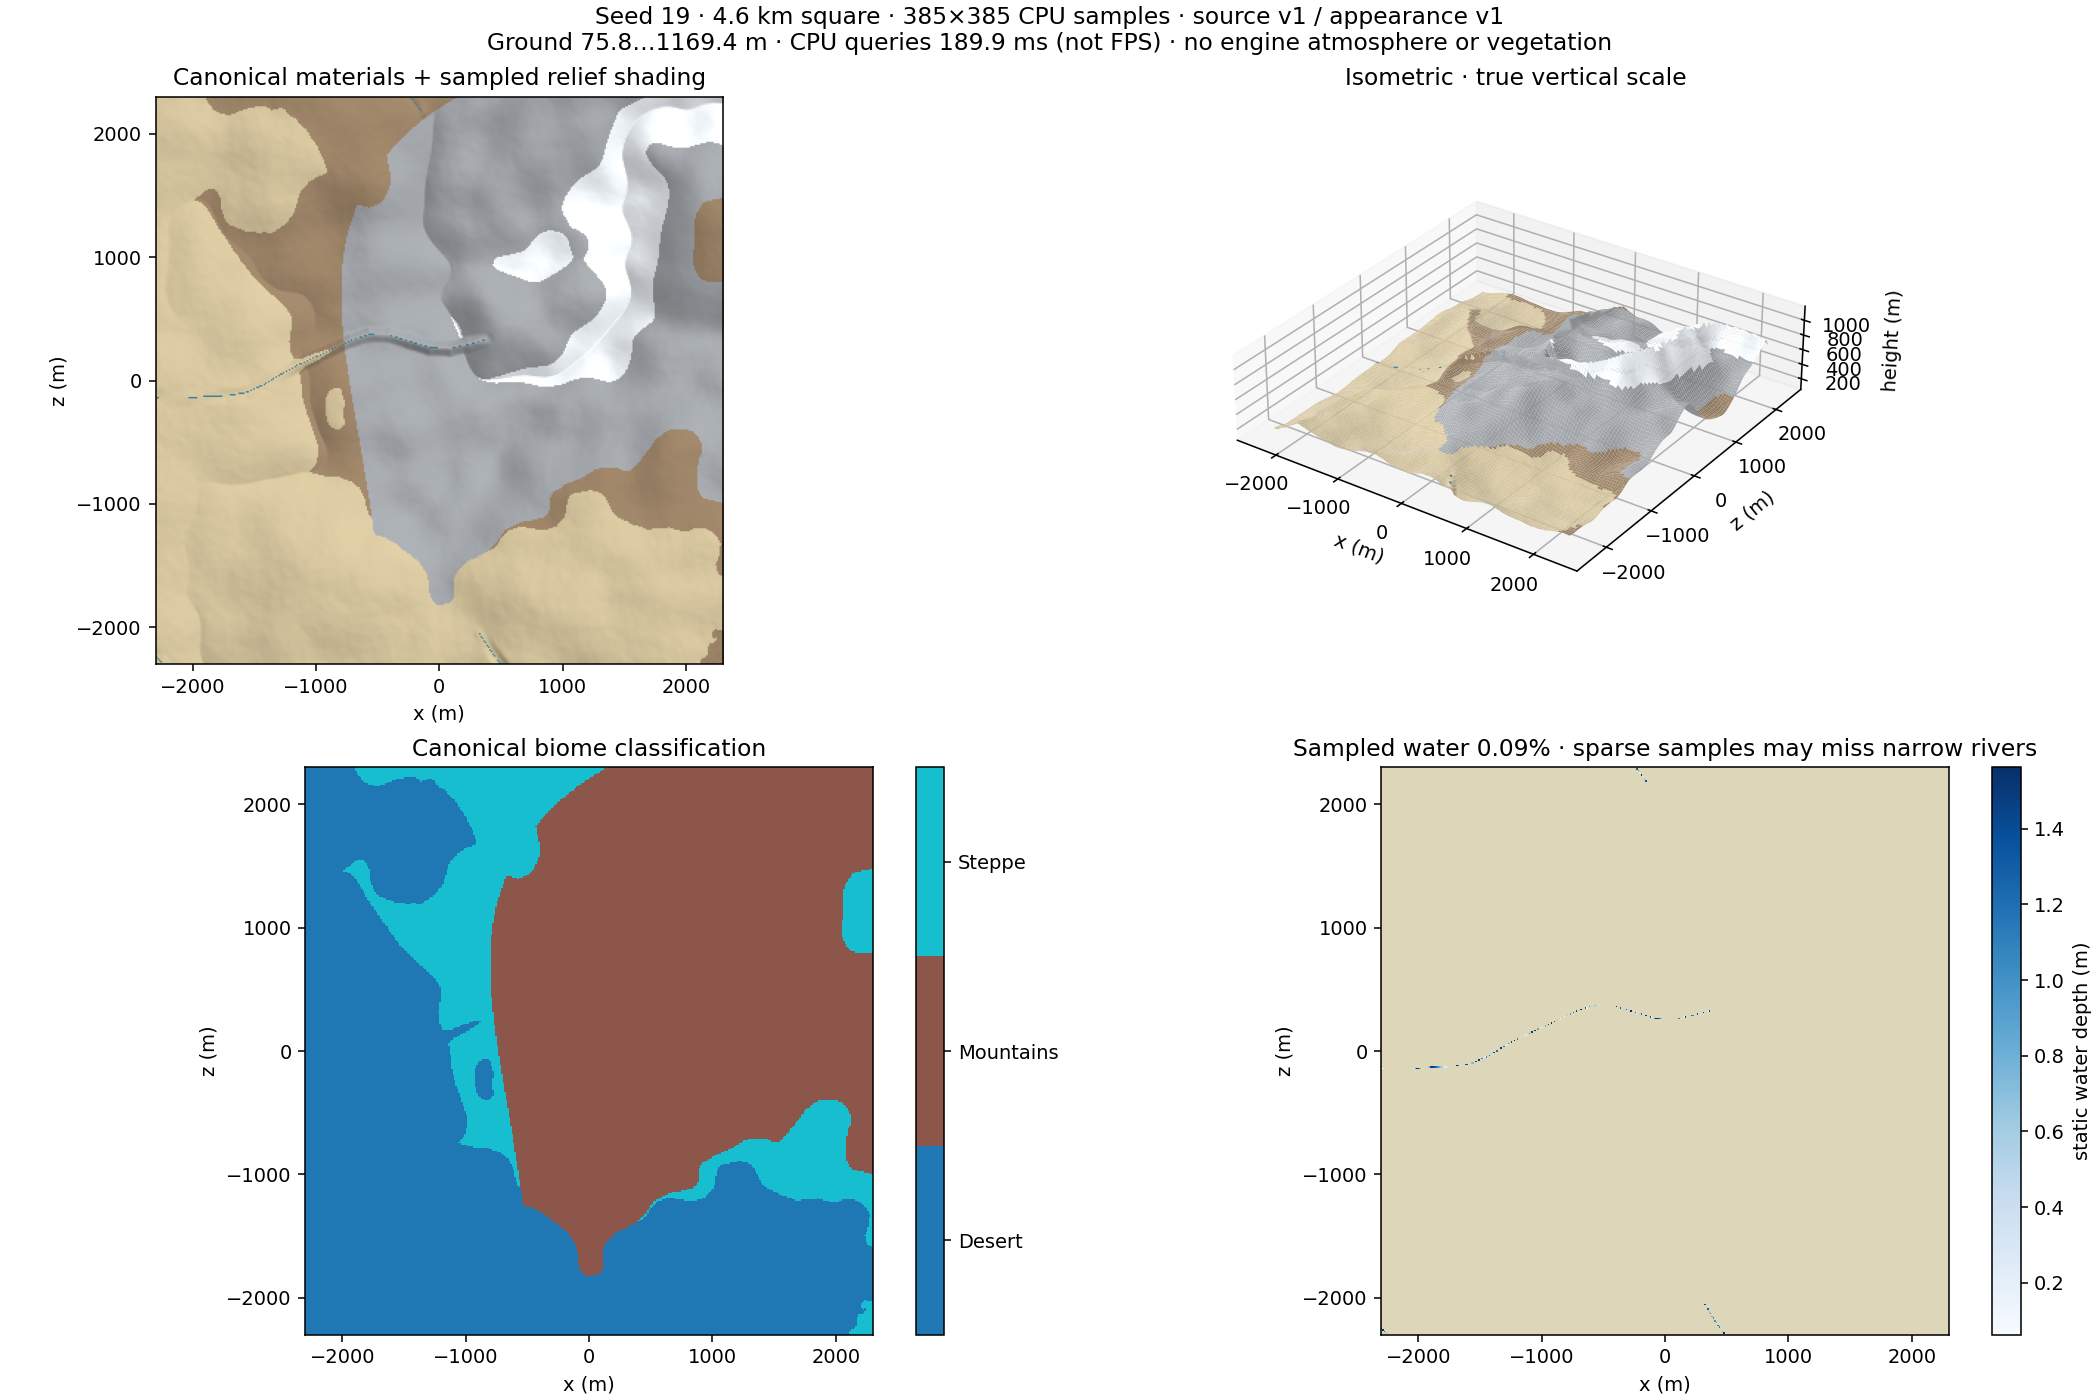 Seed 19 · 4.6 km square · 385×385 CPU samples · source v1 / appearance v1
Ground 75.8…1169.4 m · CPU queries 189.9 ms (not FPS) · no engine atmosphere or vegetation
Canonical materials + sampled relief shading
2000
1000
0
−1000
−2000
z (m)
−2000
−1000
0
1000
2000
x (m)
Isometric · true vertical scale
1000
800
600
400
200
height (m)
2000
1000
0
−1000
−2000
z (m)
−2000
−1000
0
1000
2000
x (m)
Canonical biome classification
2000
1000
0
−1000
−2000
z (m)
−2000
−1000
0
1000
2000
x (m)
Steppe
Mountains
Desert
Sampled water 0.09% · sparse samples may miss narrow rivers
2000
1000
0
−1000
−2000
z (m)
−2000
−1000
0
1000
2000
x (m)
1.4
1.2
1.0
0.8
0.6
0.4
0.2
static water depth (m)